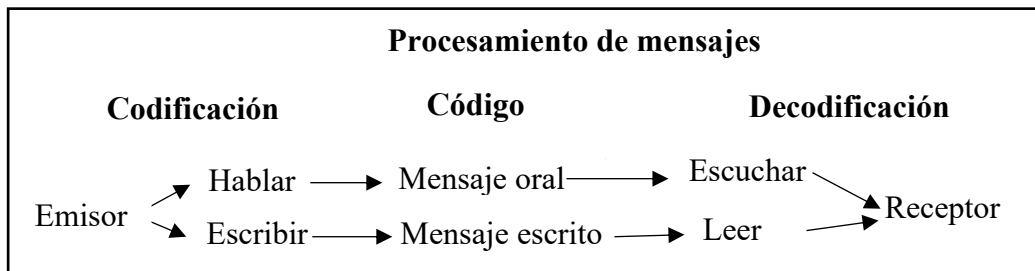 Procesamiento de mensajes
Codificación Código Decodificación
Hablar Mensaje oral Escuchar
Emisor Receptor
Escribir Mensaje escrito Leer